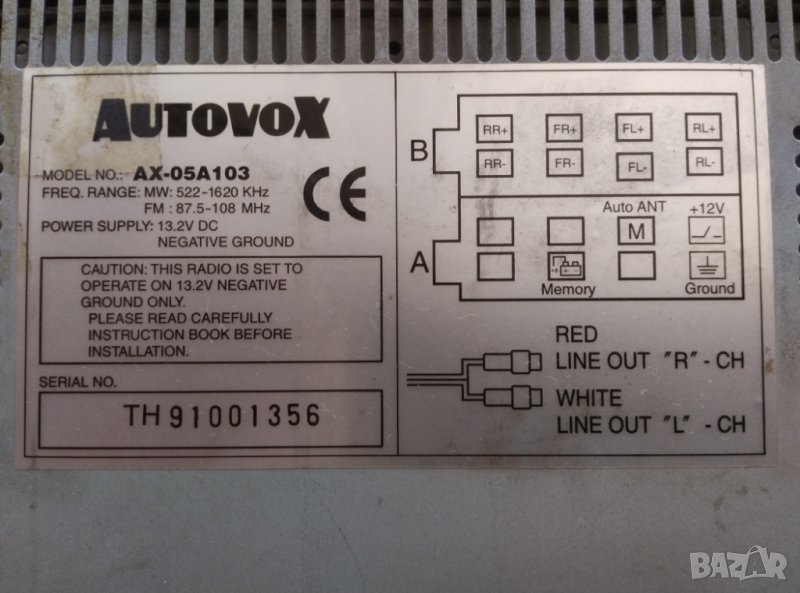 AUTOVOX
MODEL NO.: AX-05A103
FREQ. RANGE: MW: 522-1620 KHz
FM : 87.5-108 MHz
POWER SUPPLY: 13.2V DC
NEGATIVE GROUND
CE
CAUTION: THIS RADIO IS SET TO
OPERATE ON 13.2V NEGATIVE
GROUND ONLY.
PLEASE READ CAREFULLY
INSTRUCTION BOOK BEFORE
INSTALLATION.
SERIAL NO.
TH 91001356
B
RR+ FR+ FL+ RL+
RR- FR- FL- RL-
A
Auto ANT +12V
M
Memory Ground
RED
LINE OUT "R" - CH
WHITE
LINE OUT "L" - CH
BAZAR